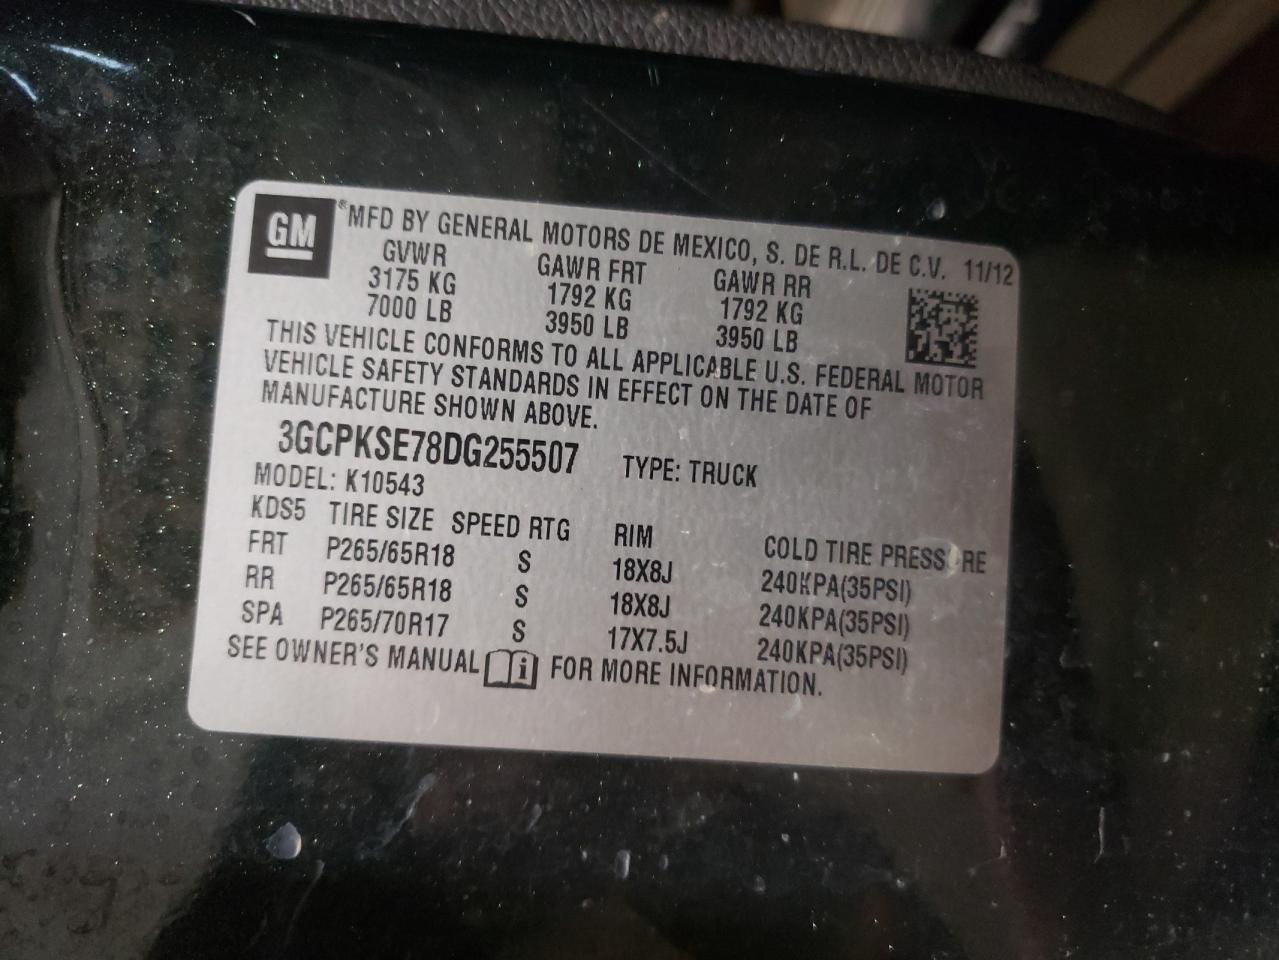 GM ® MFD BY GENERAL MOTORS DE MEXICO, S. DE R.L. DE C.V. 11/12
GVWR GAWR FRT GAWR RR
3175 KG 1792 KG 1792 KG
7000 LB 3950 LB 3950 LB
THIS VEHICLE CONFORMS TO ALL APPLICABLE U.S. FEDERAL MOTOR
VEHICLE SAFETY STANDARDS IN EFFECT ON THE DATE OF
MANUFACTURE SHOWN ABOVE.
3GCPKSE78DG255507 TYPE: TRUCK
MODEL: K10543
KDS5 TIRE SIZE SPEED RTG RIM COLD TIRE PRESSURE
FRT P265/65R18 S 18X8J 240KPA(35PSI)
RR P265/65R18 S 18X8J 240KPA(35PSI)
SPA P265/70R17 S 17X7.5J 240KPA(35PSI)
SEE OWNER'S MANUAL i FOR MORE INFORMATION.